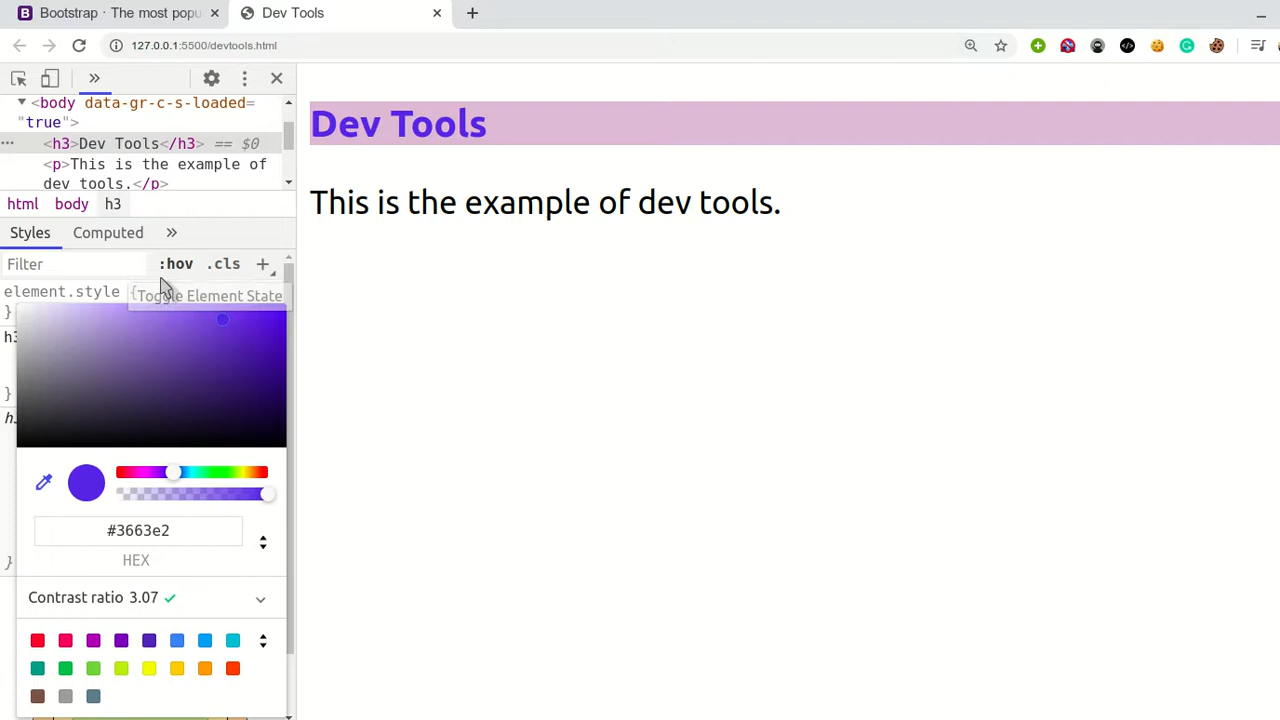 Bootstrap · The most popu
Dev Tools
127.0.0.1:5500/devtools.html
<body data-gr-c-s-loaded=
"true">
<h3>Dev Tools</h3> == $0
<p>This is the example of
dev tools.</p>
html body h3
Styles Computed
Filter :hov .cls +
element.style {
Toggle Element State
}
h3
}
h3
}
#3663e2
HEX
Contrast ratio 3.07
Dev Tools
This is the example of dev tools.